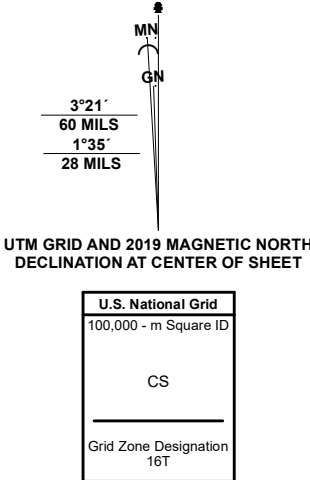 MN
GN
3°21´
60 MILS
1°35´
28 MILS
UTM GRID AND 2019 MAGNETIC NORTH
DECLINATION AT CENTER OF SHEET
U.S. National Grid
100,000 - m Square ID
CS
Grid Zone Designation
16T